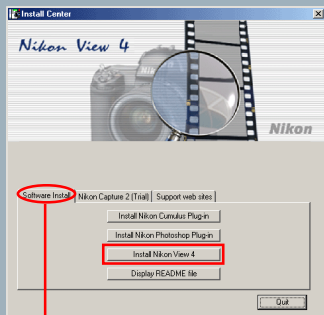 Install Center
Nikon View 4
Nikon
Software Install Nikon Capture 2 (Trial) Support web sites
Install Nikon Cumulus Plug-in
Install Nikon Photoshop Plug-in
Install Nikon View 4
Display README file
Quit